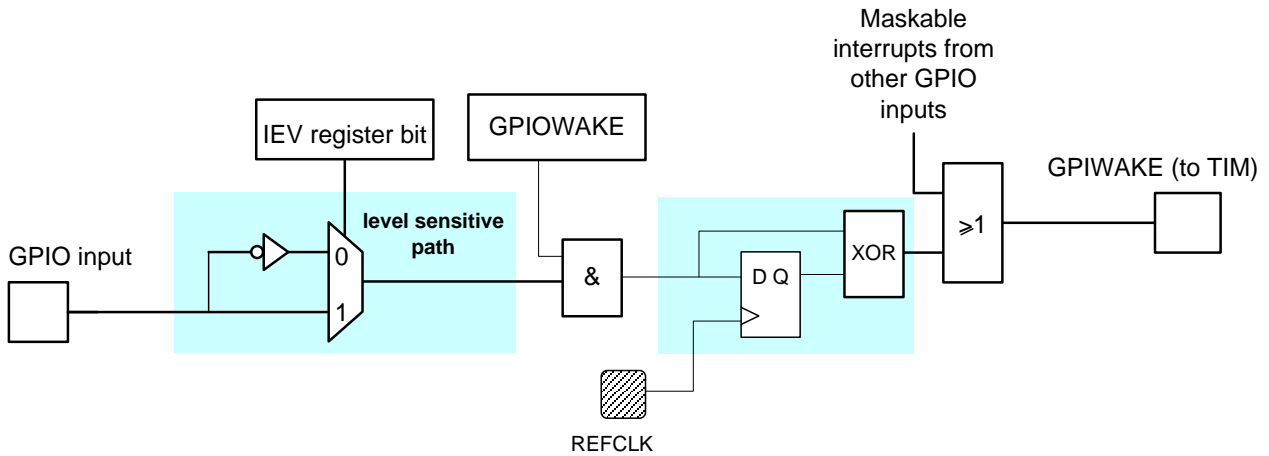 Maskable
interrupts from
other GPIO
inputs
IEV register bit
GPIOWAKE
GPIWAKE (to TIM)
level sensitive
path
GPIO input
0
1
&
D Q
XOR
⩾1
REFCLK